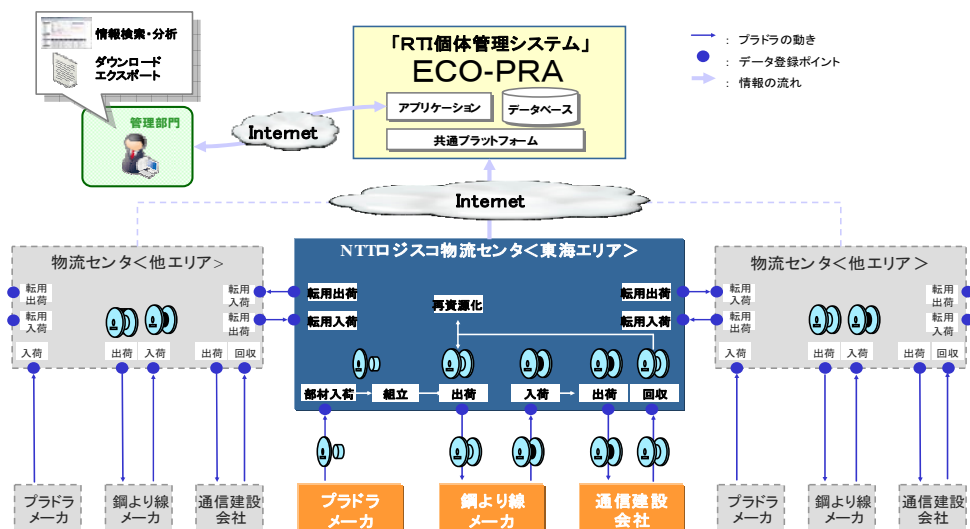 情報検索・分析
ダウンロード
エクスポート
管理部門
Internet
「RTI個体管理システム」
ECO-PRA
アプリケーション
データベース
共通プラットフォーム
： プラドラの動き
： データ登録ポイント
： 情報の流れ
Internet
物流センタ<他エリア>
転用
出荷
転用
入荷
転用
入荷
転用
出荷
入荷
出荷
入荷
出荷
回収
NTTロジスコ物流センタ<東海エリア>
転用出荷
転用入荷
再資源化
転用出荷
転用入荷
部材入荷
組立
出荷
入荷
出荷
回収
物流センタ<他エリア>
転用
入荷
転用
出荷
転用
出荷
転用
入荷
入荷
出荷
入荷
出荷
回収
プラドラ
メーカ
鋼より線
メーカ
通信建設
会社
プラドラ
メーカ
鋼より線
メーカ
通信建設
会社
プラドラ
メーカ
鋼より線
メーカ
通信建設
会社